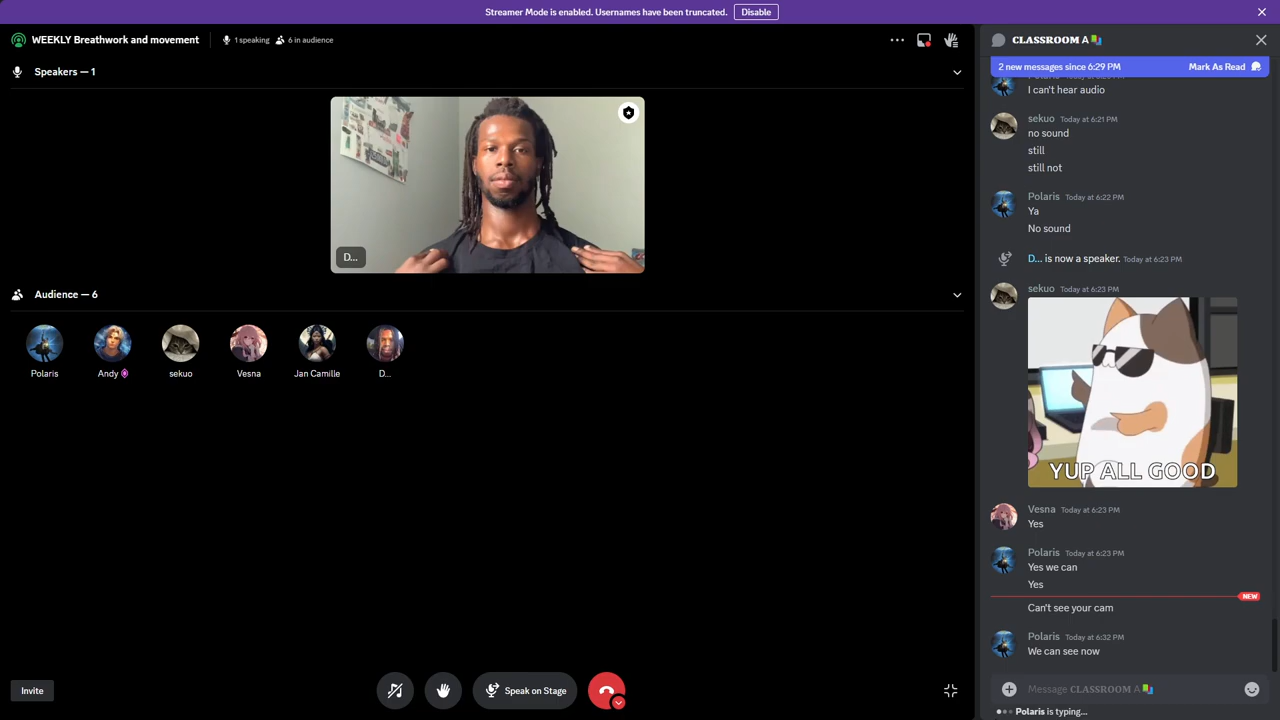 Streamer Mode is enabled. Usernames have been truncated. Disable
WEEKLY Breathwork and movement
1 speaking 6 in audience
Speakers — 1
D...
Audience — 6
Polaris
Andy
sekuo
Vesna
Jan Camille
D...
Invite
Speak on Stage
CLASSROOM A
2 new messages since 6:29 PM Mark As Read
I can't hear audio
sekuo Today at 6:21 PM
no sound
still
still not
Polaris Today at 6:22 PM
Ya
No sound
D... is now a speaker. Today at 6:23 PM
sekuo Today at 6:23 PM
YUP ALL GOOD
Vesna Today at 6:23 PM
Yes
Polaris Today at 6:23 PM
Yes we can
Yes
NEW
Can't see your cam
Polaris Today at 6:32 PM
We can see now
Message CLASSROOM A
Polaris is typing...